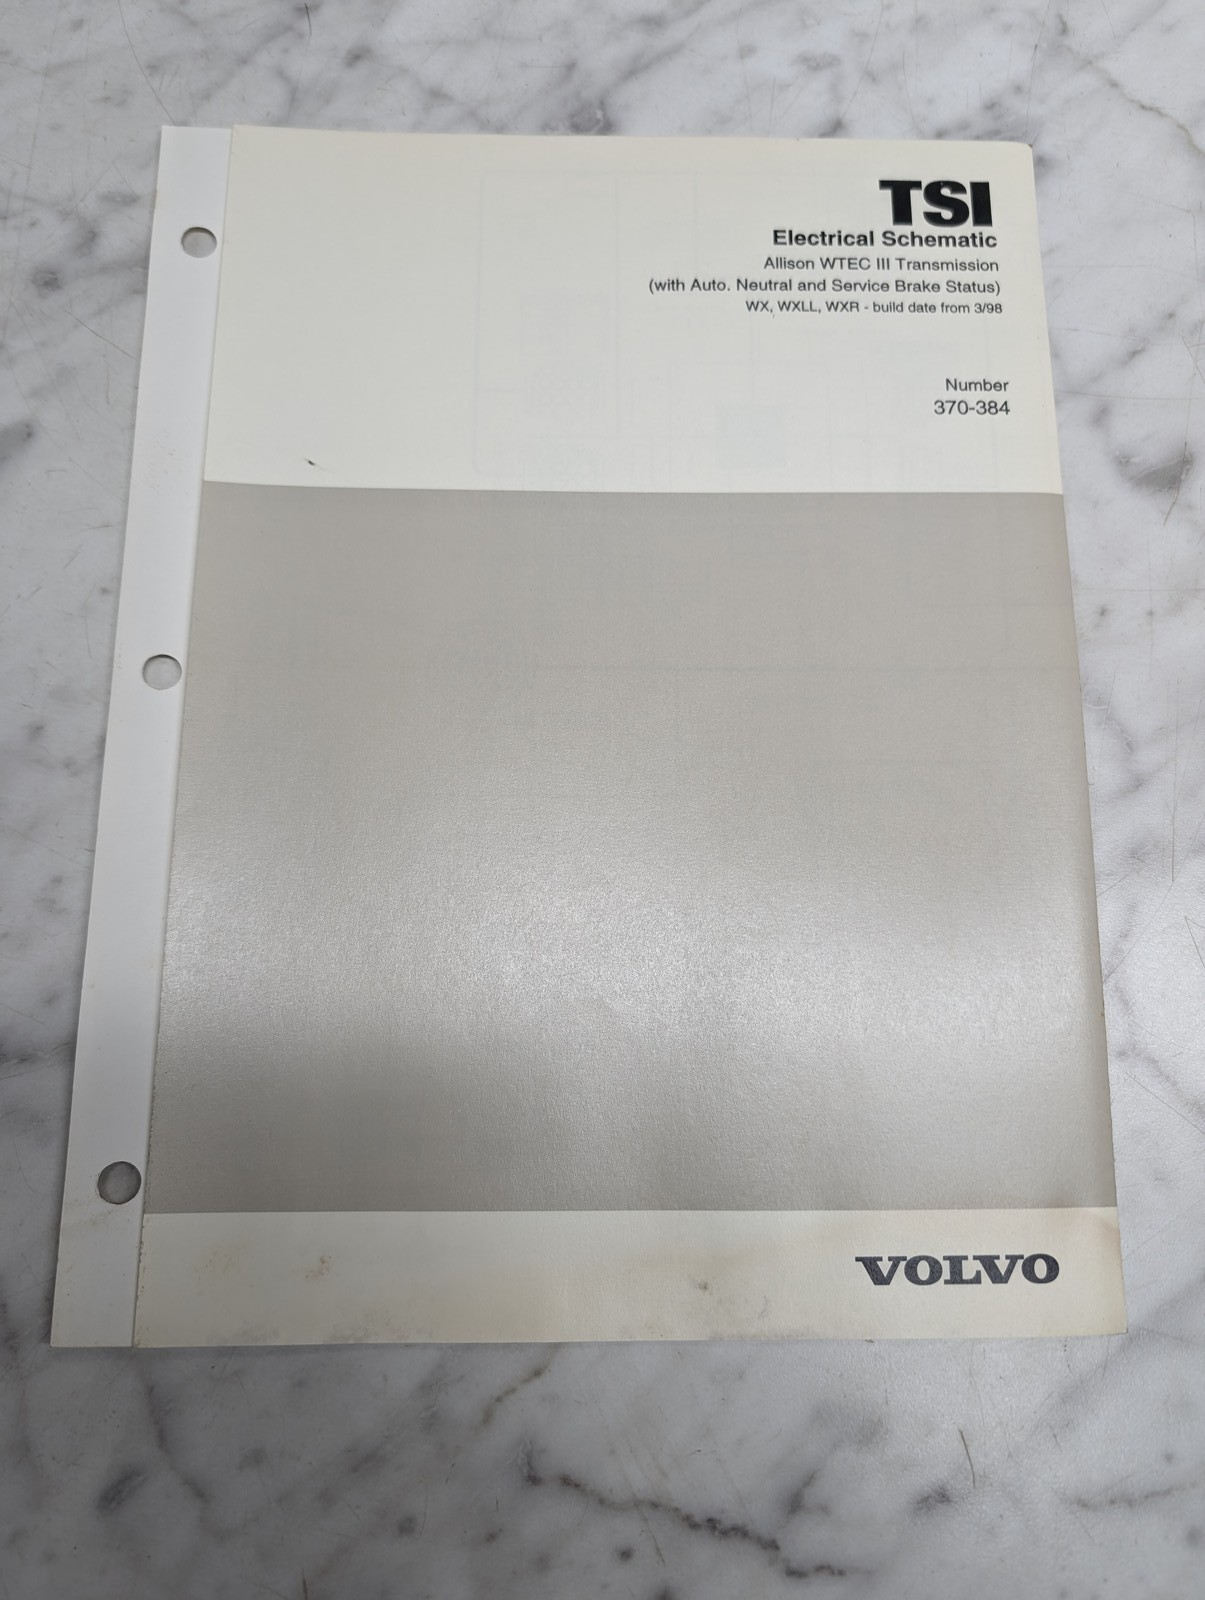 TSI
Electrical Schematic
Allison WTEC III Transmission
(with Auto. Neutral and Service Brake Status)
WX, WXLL, WXR - build date from 3/98
Number
370-384
VOLVO